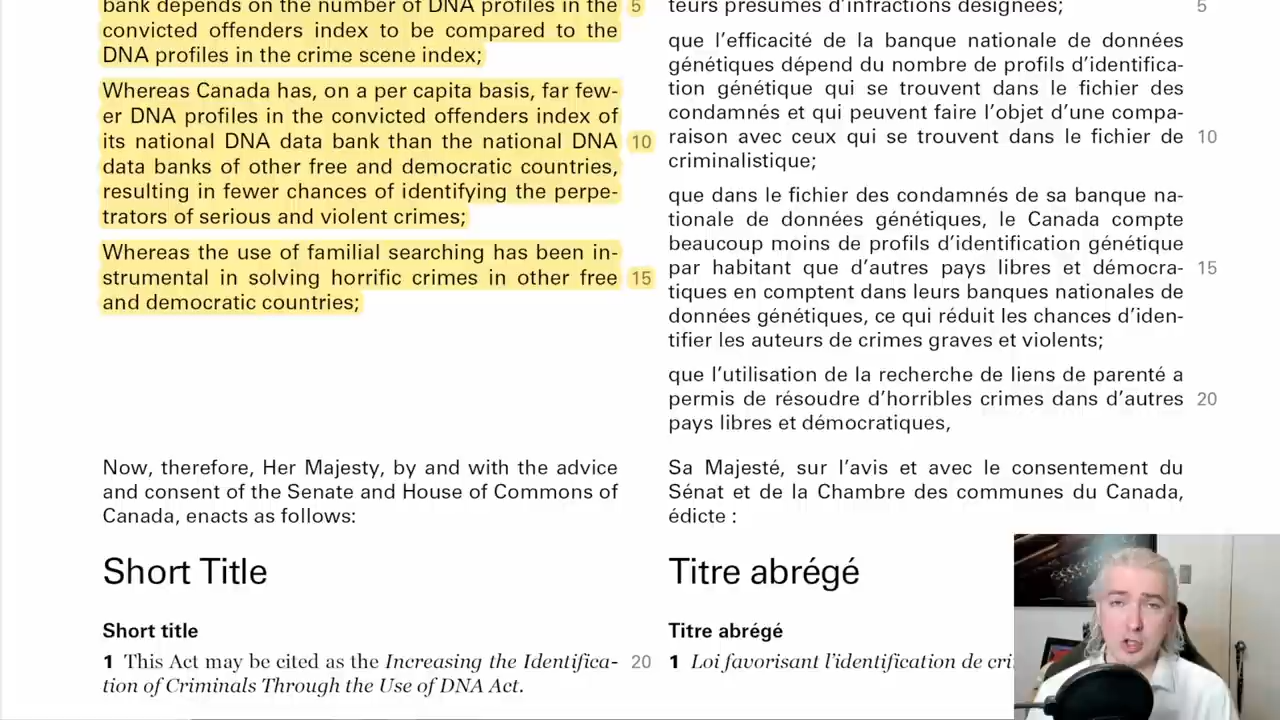 bank depends on the number of DNA profiles in the 5
convicted offenders index to be compared to the
DNA profiles in the crime scene index;
Whereas Canada has, on a per capita basis, far few-
er DNA profiles in the convicted offenders index of
its national DNA data bank than the national DNA 10
data banks of other free and democratic countries,
resulting in fewer chances of identifying the perpe-
trators of serious and violent crimes;
Whereas the use of familial searching has been in-
strumental in solving horrific crimes in other free 15
and democratic countries;
Now, therefore, Her Majesty, by and with the advice
and consent of the Senate and House of Commons of
Canada, enacts as follows:
Short Title
Short title
1 This Act may be cited as the Increasing the Identifica- 20
tion of Criminals Through the Use of DNA Act.
teurs présumés d'infractions désignées; 5
que l'efficacité de la banque nationale de données
génétiques dépend du nombre de profils d'identifica-
tion génétique qui se trouvent dans le fichier des
condamnés et qui peuvent faire l'objet d'une compa-
raison avec ceux qui se trouvent dans le fichier de 10
criminalistique;
que dans le fichier des condamnés de sa banque na-
tionale de données génétiques, le Canada compte
beaucoup moins de profils d'identification génétique
par habitant que d'autres pays libres et démocra- 15
tiques en comptent dans leurs banques nationales de
données génétiques, ce qui réduit les chances d'iden-
tifier les auteurs de crimes graves et violents;
que l'utilisation de la recherche de liens de parenté a
permis de résoudre d'horribles crimes dans d'autres 20
pays libres et démocratiques,
Sa Majesté, sur l'avis et avec le consentement du
Sénat et de la Chambre des communes du Canada,
édicte :
Titre abrégé
Titre abrégé
1 Loi favorisant l'identification de cri